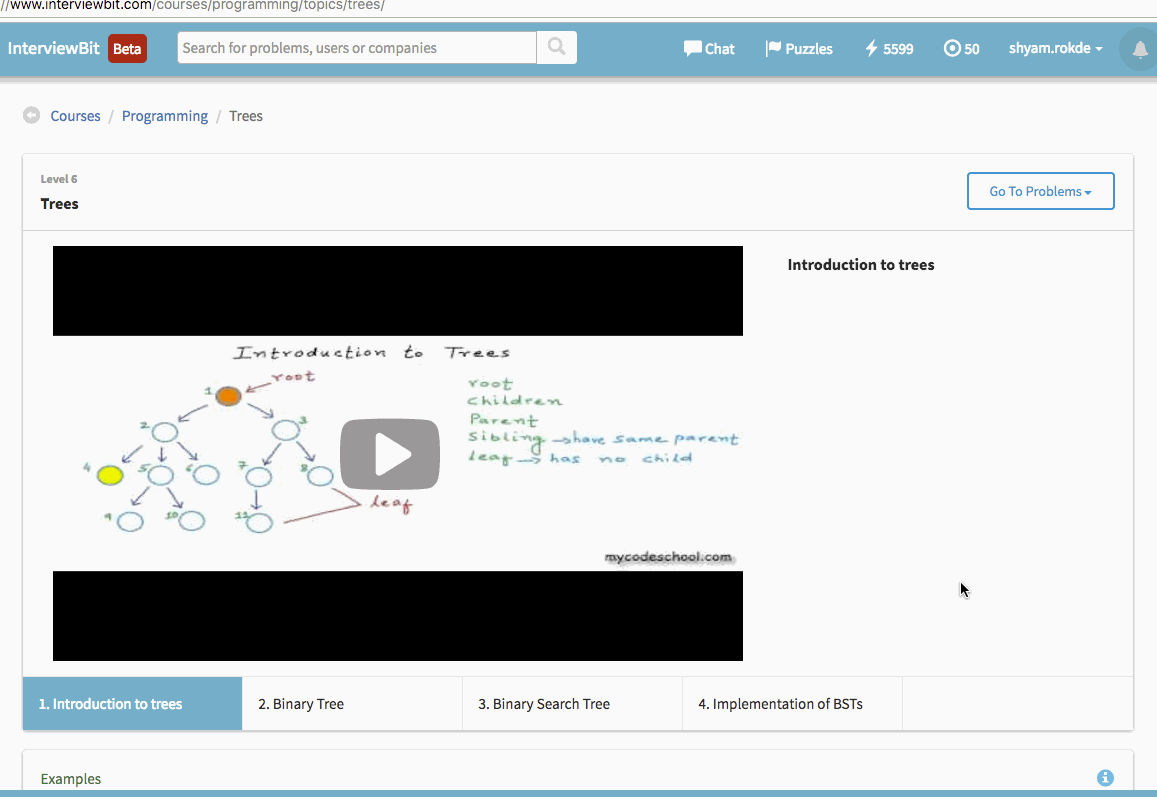 //www.interviewbit.com/courses/programming/topics/trees/
InterviewBit Beta Search for problems, users or companies Chat Puzzles 5599 50 shyam.rokde
Courses / Programming / Trees
Level 6
Trees
Go To Problems
Introduction to trees
Introduction to Trees
root
1
2
3
4
5
6
7
8
9
10
11
leaf
root
Children
Parent
Sibling → have same parent
leaf → has no child
mycodeschool.com
1. Introduction to trees
2. Binary Tree
3. Binary Search Tree
4. Implementation of BSTs
Examples